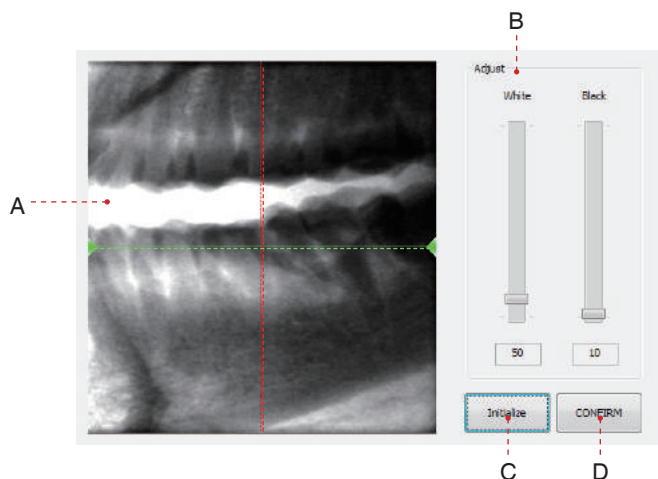 B
Adjust
White Black
A
50 10
Initialize CONFIRM
C D